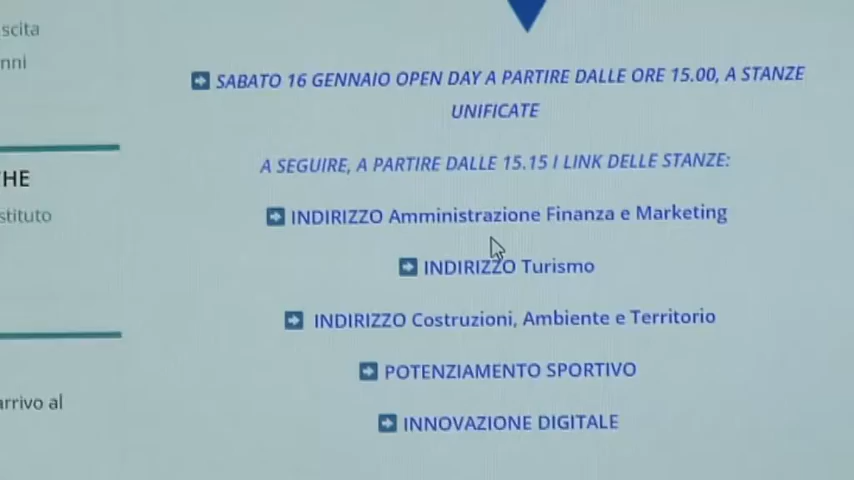 scita
nni
SABATO 16 GENNAIO OPEN DAY A PARTIRE DALLE ORE 15.00, A STANZE
UNIFICATE
A SEGUIRE, A PARTIRE DALLE 15.15 I LINK DELLE STANZE:
HE
stituto
INDIRIZZO Amministrazione Finanza e Marketing
INDIRIZZO Turismo
INDIRIZZO Costruzioni, Ambiente e Territorio
POTENZIAMENTO SPORTIVO
arrivo al
INNOVAZIONE DIGITALE